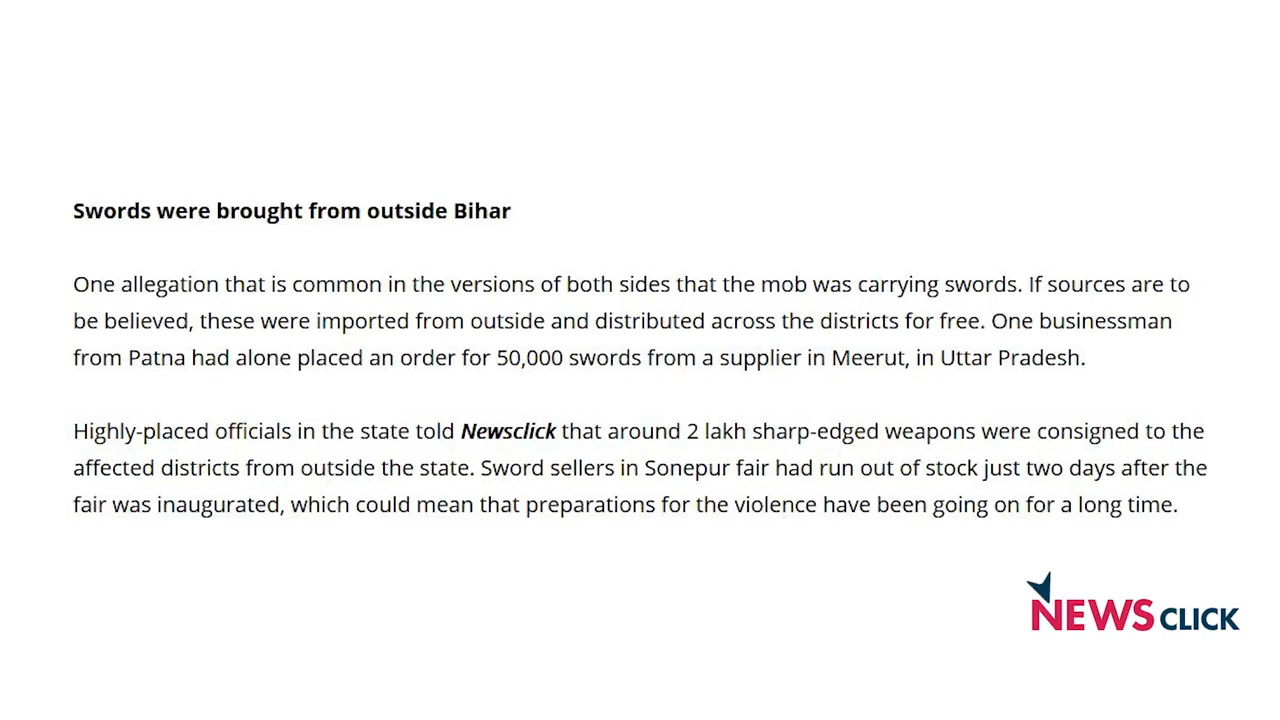 Swords were brought from outside Bihar
One allegation that is common in the versions of both sides that the mob was carrying swords. If sources are to
be believed, these were imported from outside and distributed across the districts for free. One businessman
from Patna had alone placed an order for 50,000 swords from a supplier in Meerut, in Uttar Pradesh.
Highly-placed officials in the state told Newsclick that around 2 lakh sharp-edged weapons were consigned to the
affected districts from outside the state. Sword sellers in Sonepur fair had run out of stock just two days after the
fair was inaugurated, which could mean that preparations for the violence have been going on for a long time.
NEWS CLICK